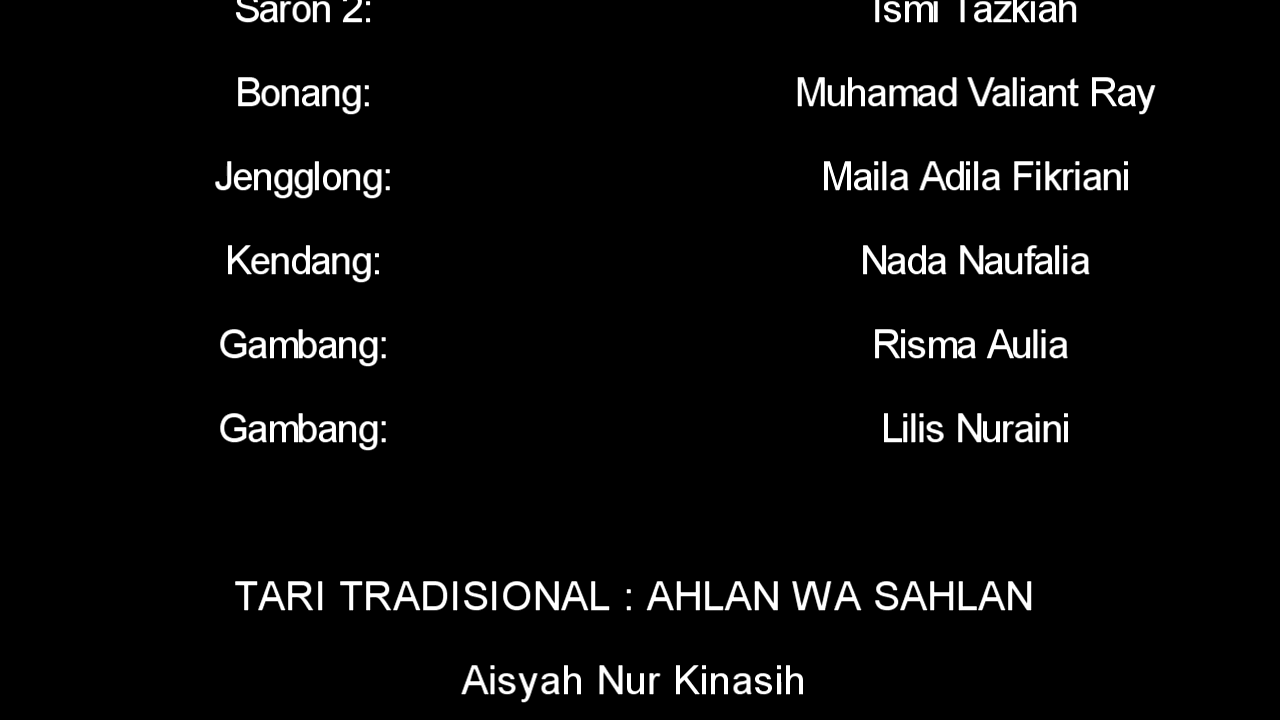 Saron 2: Ismi Tazkiah
Bonang: Muhamad Valiant Ray
Jengglong: Maila Adila Fikriani
Kendang: Nada Naufalia
Gambang: Risma Aulia
Gambang: Lilis Nuraini
TARI TRADISIONAL : AHLAN WA SAHLAN
Aisyah Nur Kinasih